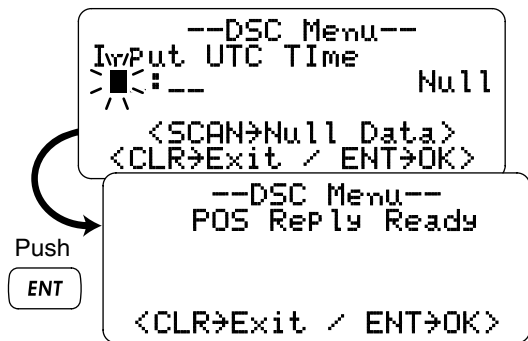 --DSC Menu--
Input UTC TIme
:__ Null
<SCAN→Null Data>
<CLR→Exit / ENT→OK>
--DSC Menu--
POS Reply Ready
<CLR→Exit / ENT→OK>
Push
ENT